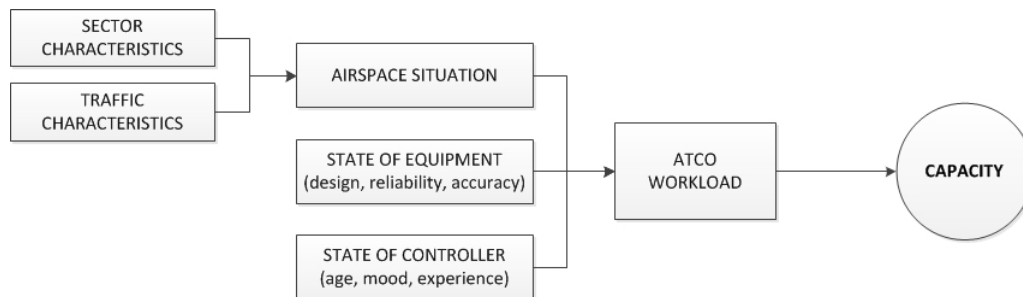 SECTOR
CHARACTERISTICS
TRAFFIC
CHARACTERISTICS
AIRSPACE SITUATION
STATE OF EQUIPMENT
(design, reliability, accuracy)
STATE OF CONTROLLER
(age, mood, experience)
ATCO
WORKLOAD
CAPACITY